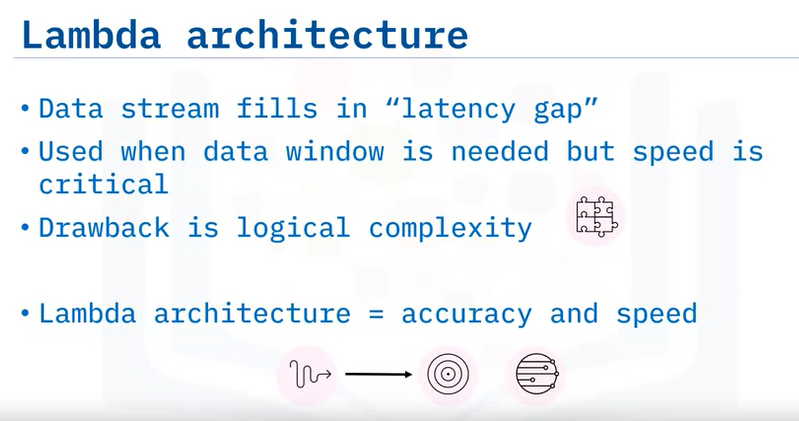 Lambda architecture
• Data stream fills in “latency gap”
• Used when data window is needed but speed is
critical
• Drawback is logical complexity
• Lambda architecture = accuracy and speed